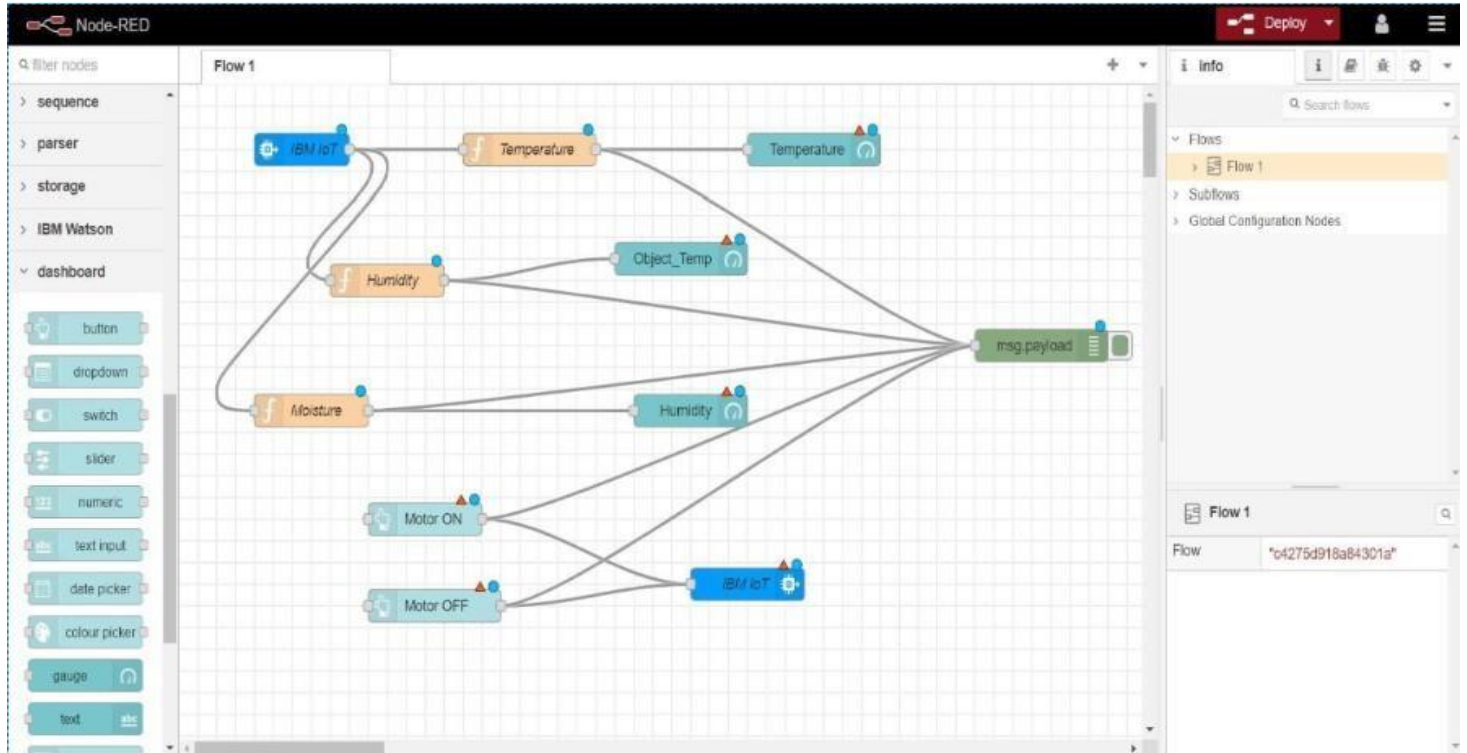 Node-RED
Deploy
filter nodes
Flow 1
info
i
Search flows
sequence
parser
storage
IBM Watson
dashboard
button
dropdown
switch
slider
numeric
text input
date picker
colour picker
gauge
text
IBM IoT
Temperature
Temperature
Humidity
Object_Temp
msg.payload
Moisture
Humidity
Motor ON
Motor OFF
IBM IoT
Flows
Flow 1
Subflows
Global Configuration Nodes
Flow 1
Flow "c4275d918a84301a"